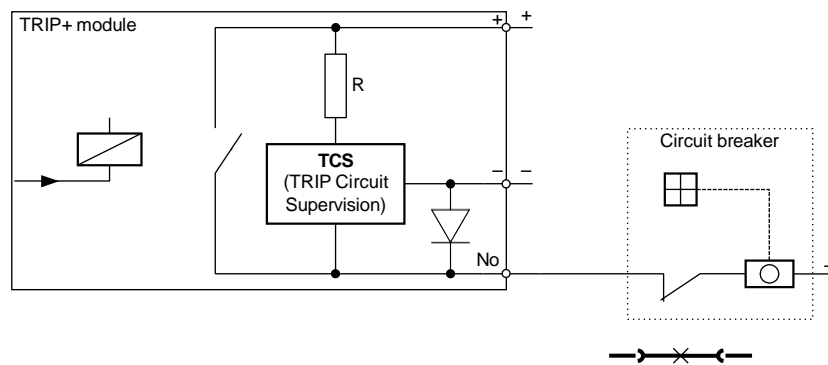 TRIP+ module
+ +
R
TCS
(TRIP Circuit
Supervision)
– –
No
Circuit breaker
–